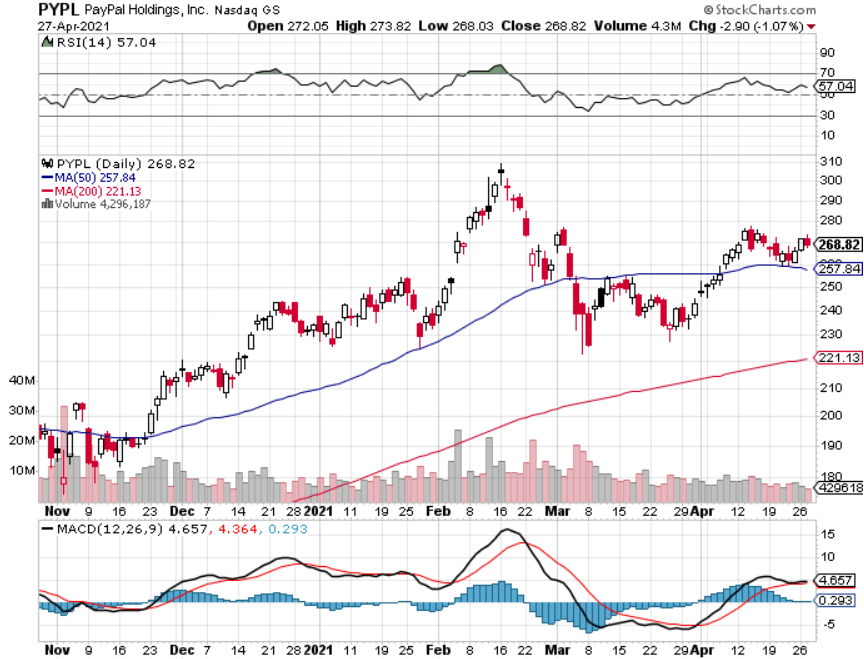 PYPL PayPal Holdings, Inc. Nasdaq GS © StockCharts.com
27-Apr-2021 Open 272.05 High 273.82 Low 268.03 Close 268.82 Volume 4.3M Chg -2.90 (-1.07%)
RSI(14) 57.04
90
70
57.04
50
30
10
PYPL (Daily) 268.82
MA(50) 257.84
MA(200) 221.13
Volume 4,296,187
310
300
290
280
268.82
260
257.84
250
240
230
221.13
210
200
190
180
429618
40M
30M
20M
10M
Nov 9 16 23 Dec 7 14 21 28 2021 11 19 25 Feb 8 16 22 Mar 8 15 22 29 Apr 12 19 26
MACD(12,26,9) 4.657, 4.364, 0.293
15
10
4.657
0.293
-5
Nov 9 16 23 Dec 7 14 21 28 2021 11 19 25 Feb 8 16 22 Mar 8 15 22 29 Apr 12 19 26